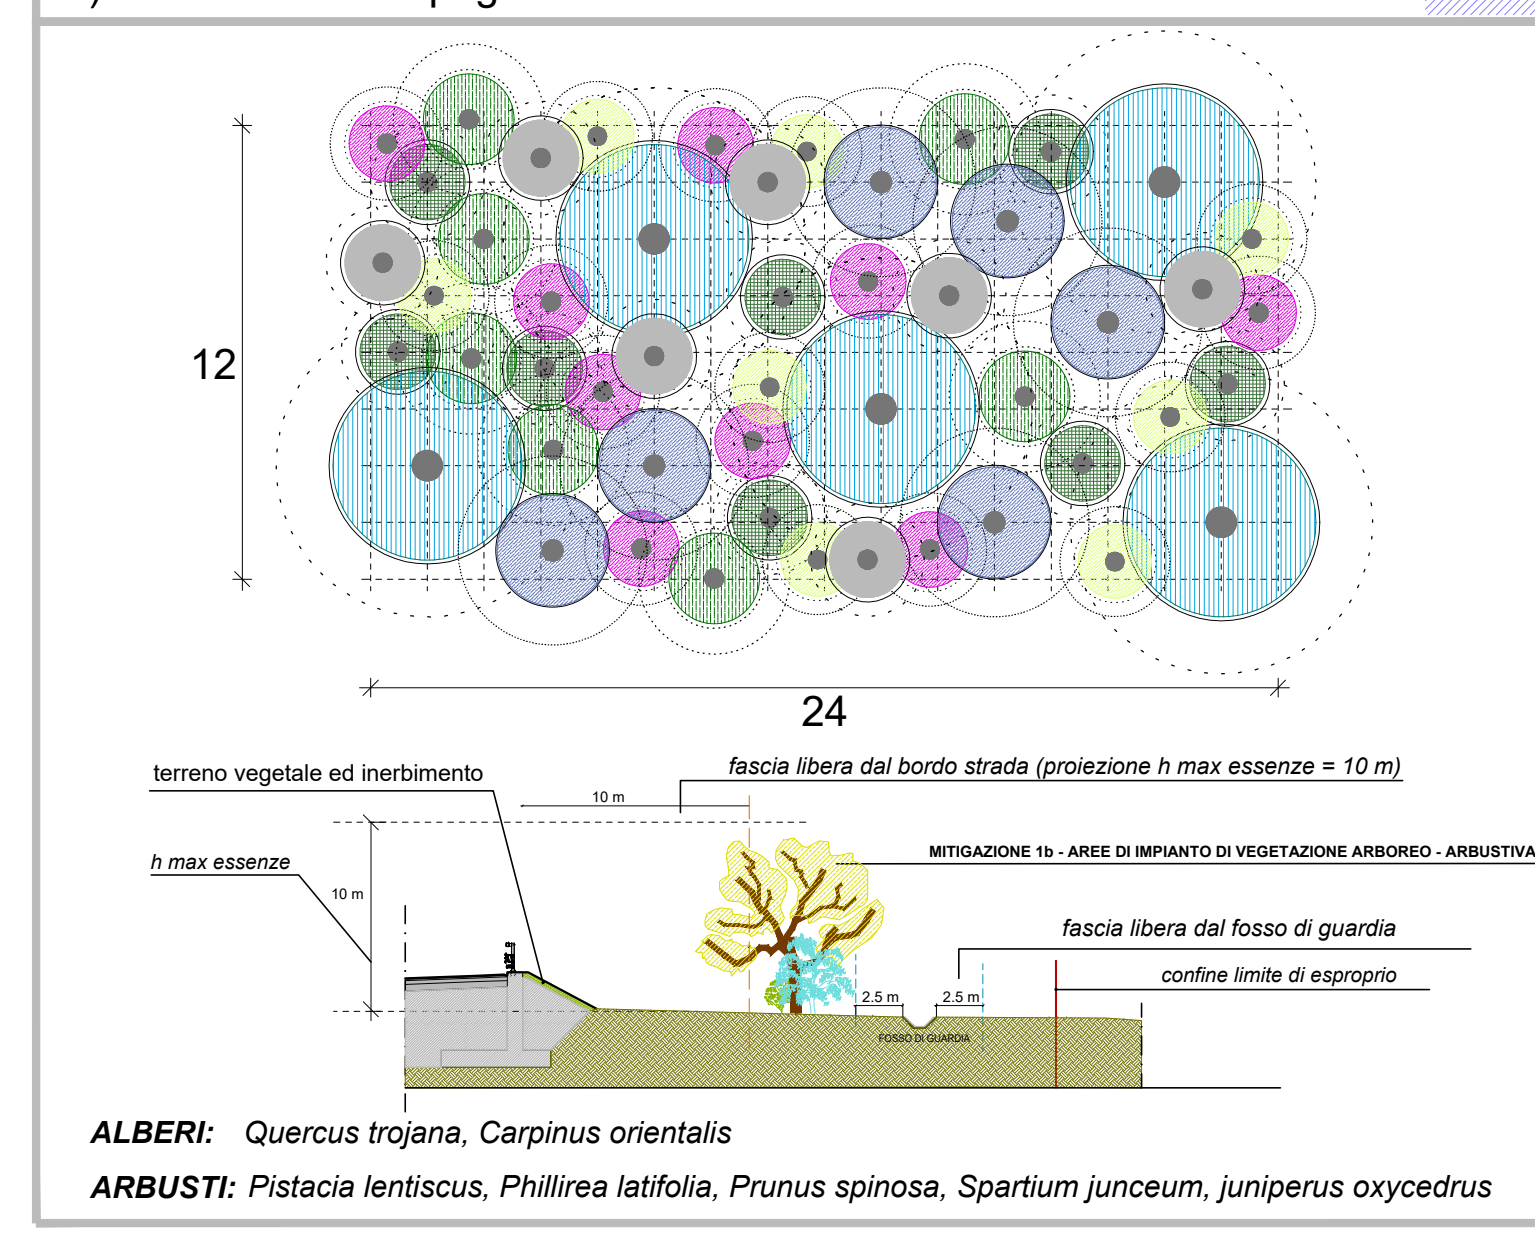 12
24
terreno vegetale ed inerbimento
fascia libera dal bordo strada (proiezione h max essenze = 10 m)
10 m
h max essenze
10 m
MITIGAZIONE 1b - AREE DI IMPIANTO DI VEGETAZIONE ARBOREO - ARBUSTIVA
fascia libera dal fosso di guardia
confine limite di esproprio
2.5 m 2.5 m
FOSSO DI GUARDIA
ALBERI: Quercus trojana, Carpinus orientalis
ARBUSTI: Pistacia lentiscus, Phillirea latifolia, Prunus spinosa, Spartium junceum, juniperus oxycedrus